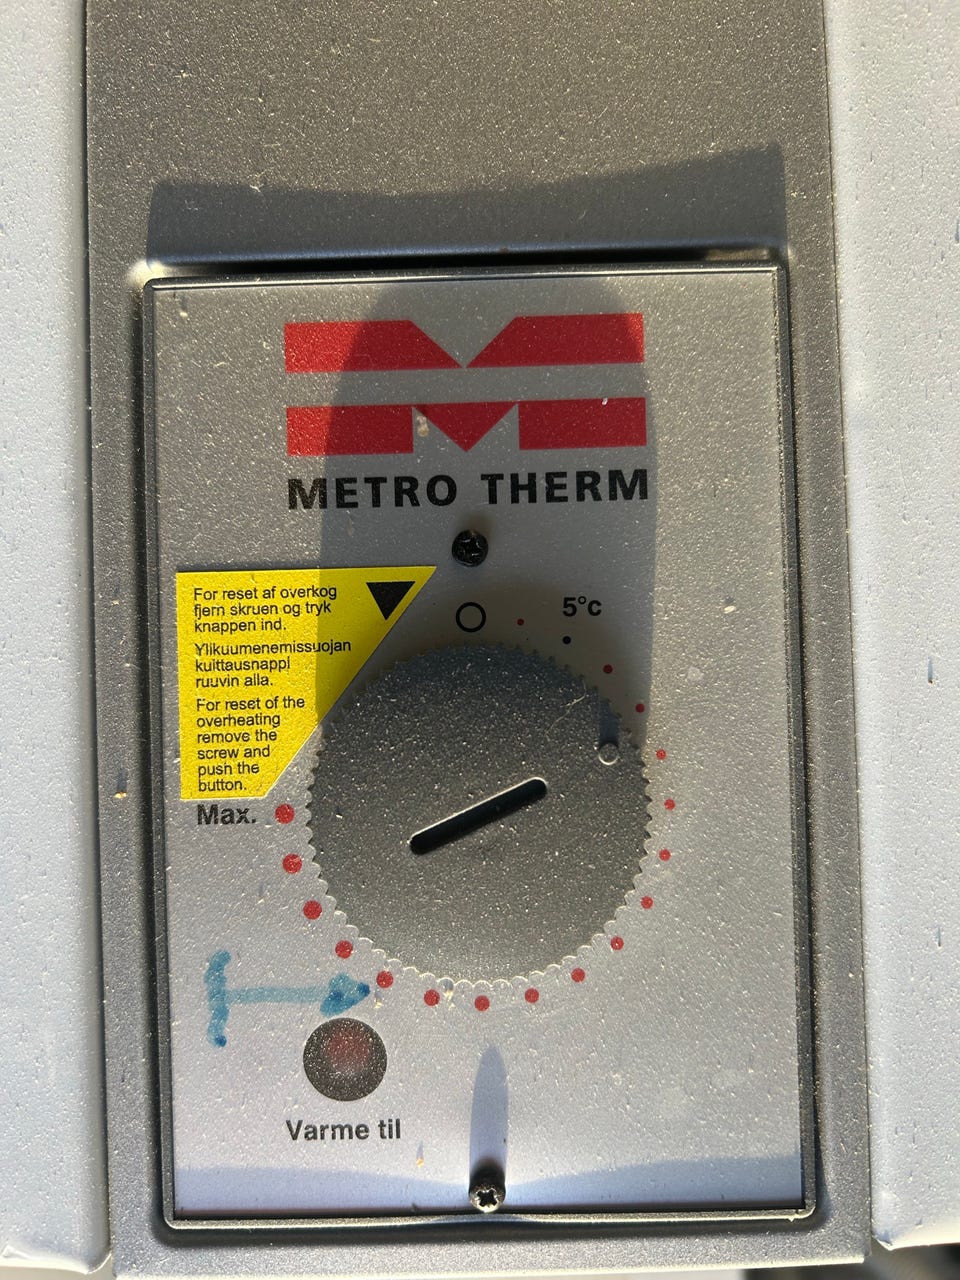 METRO THERM
For reset af overkog
fjern skruen og tryk
knappen ind.
Ylikuumenemissuojan
kuittausnappi
ruuvin alla.
For reset of the
overheating
remove the
screw and
push the
button.
5°c
Max.
Varme til